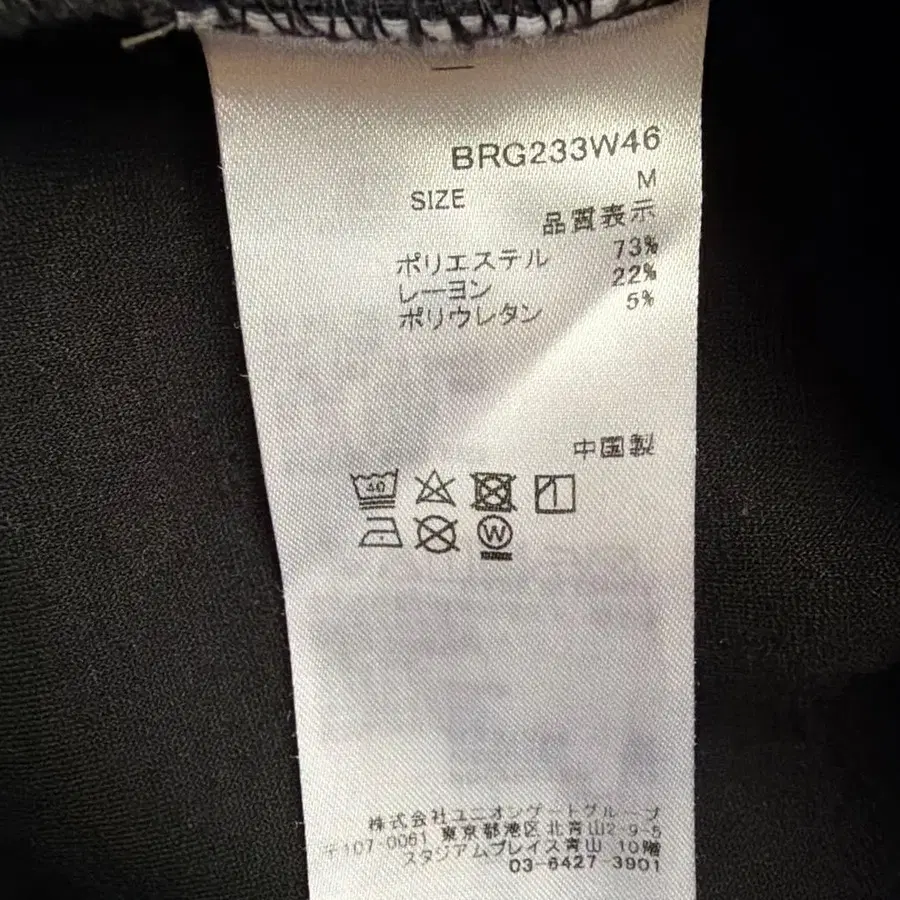 BRG233W46
SIZE M
品質表示
ポリエステル 73%
レーヨン 22%
ポリウレタン 5%
中国製
40
W
株式会社ユニオンゲートグループ
〒107-0061 東京都港区北青山2-9-5
スタジアムプレイス青山 10階
03-6427-3901